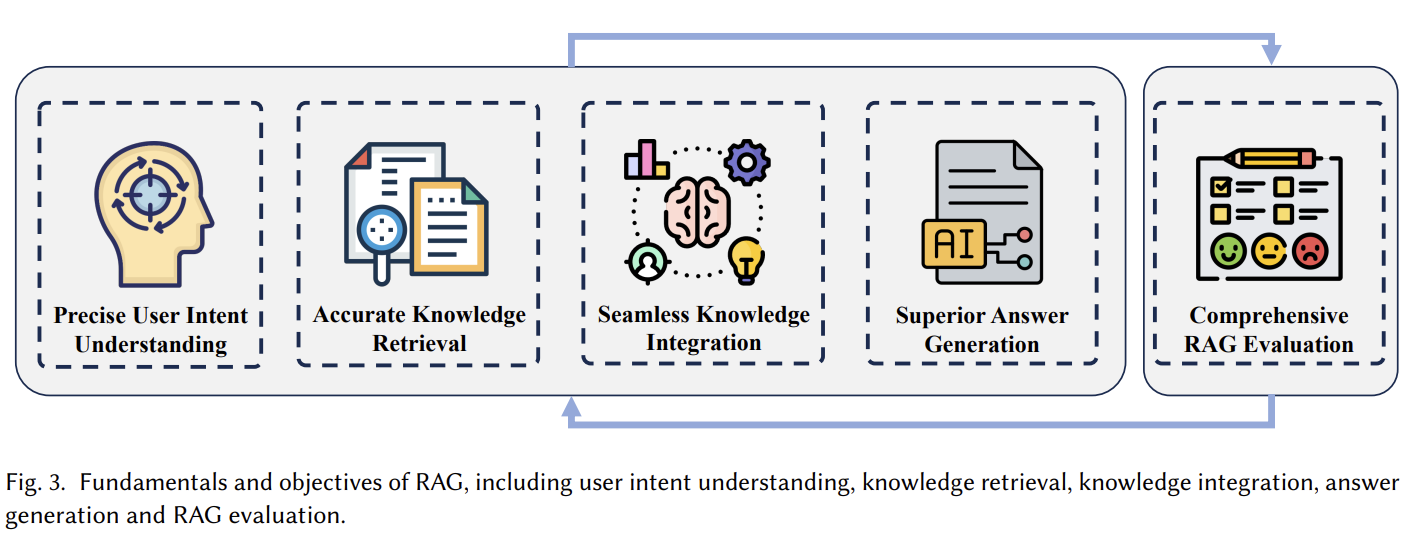 Precise User Intent
Understanding
Accurate Knowledge
Retrieval
Seamless Knowledge
Integration
AI
Superior Answer
Generation
Comprehensive
RAG Evaluation
Fig. 3. Fundamentals and objectives of RAG, including user intent understanding, knowledge retrieval, knowledge integration, answer
generation and RAG evaluation.